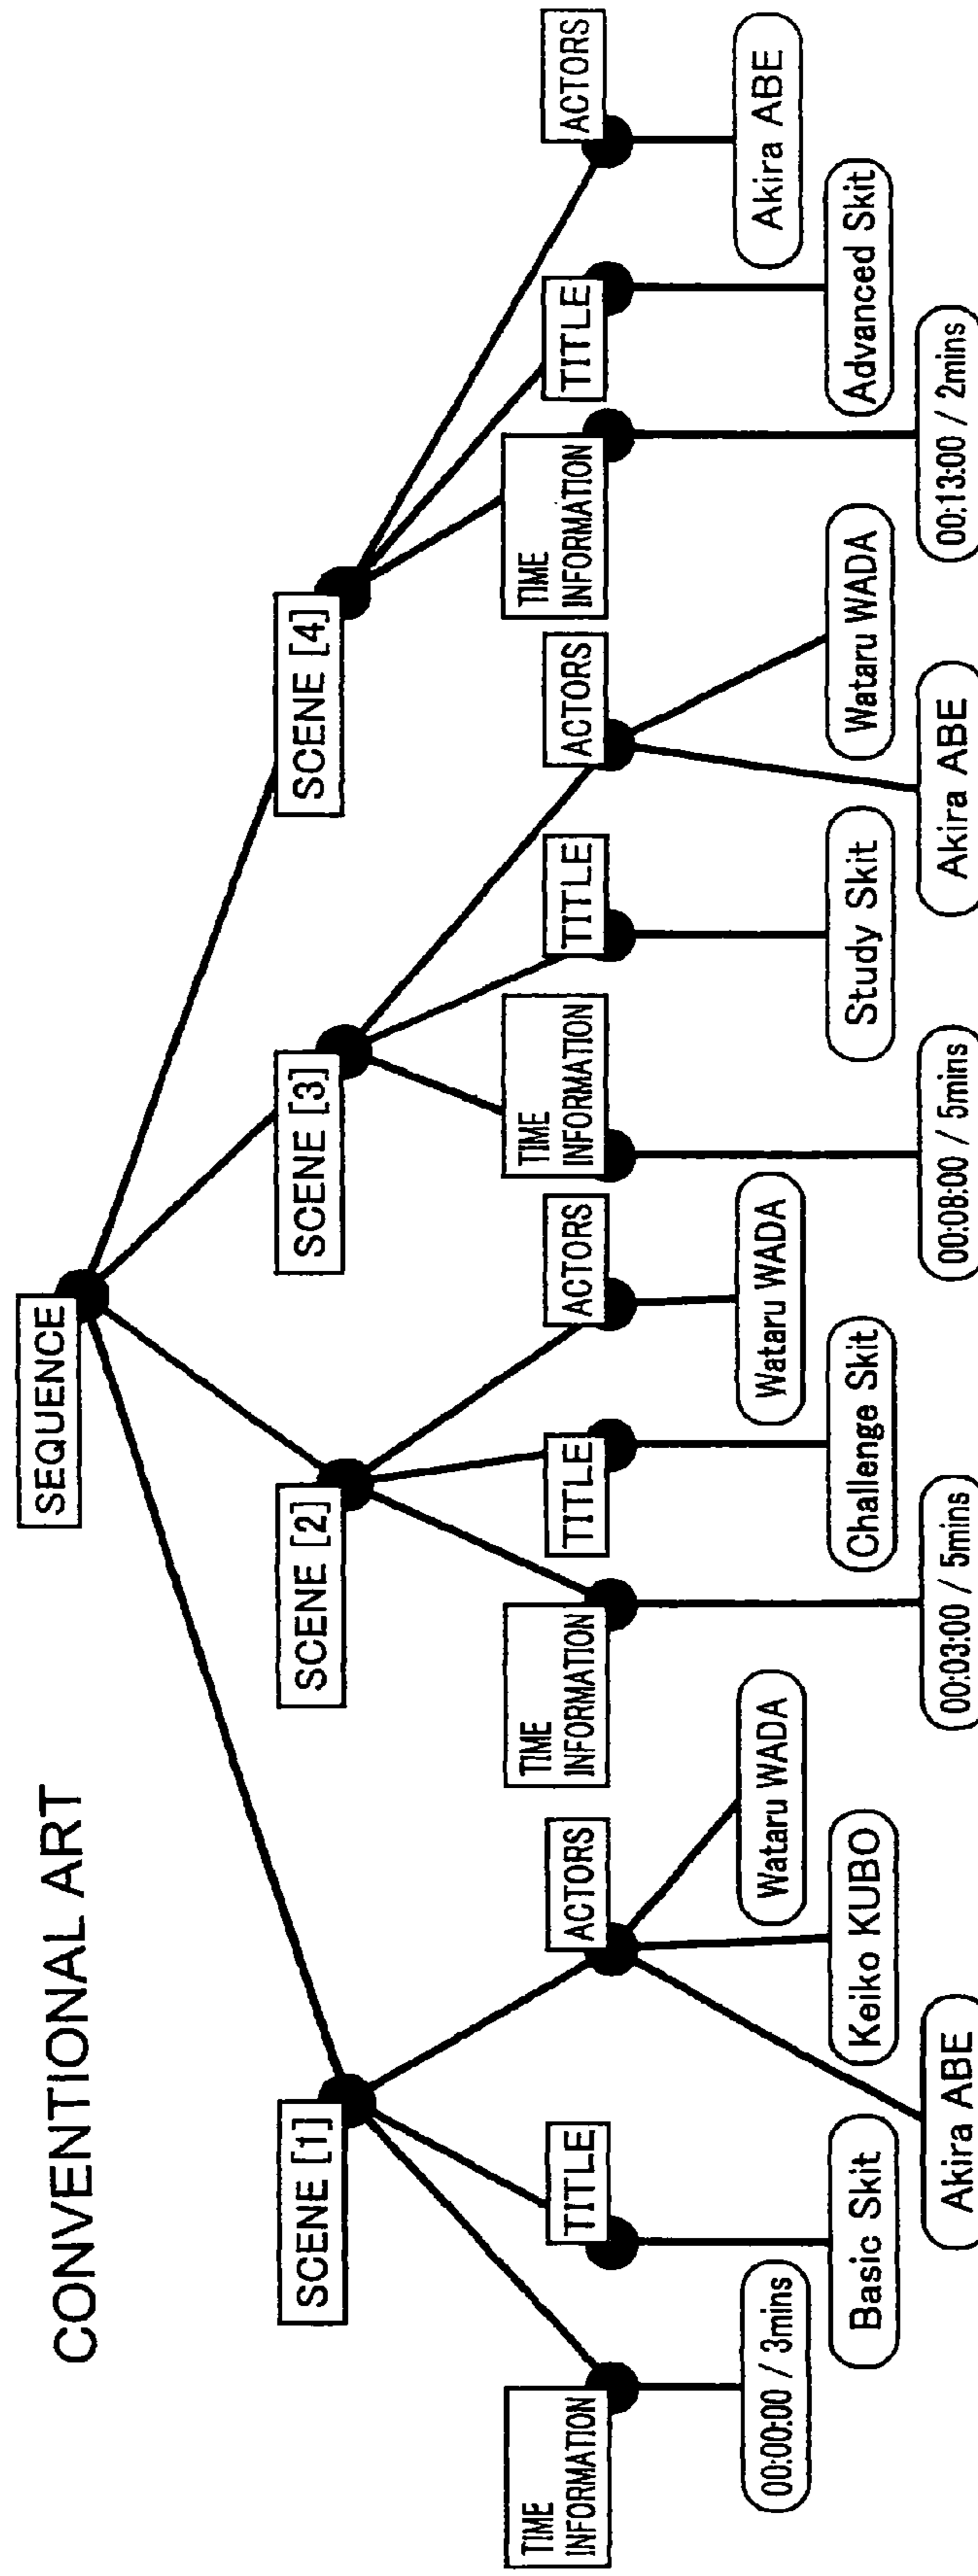 CONVENTIONAL ART
SEQUENCE
SCENE [1]
SCENE [2]
SCENE [3]
SCENE [4]
TIME
INFORMATION
TITLE
ACTORS
TIME
INFORMATION
TITLE
ACTORS
TIME
INFORMATION
TITLE
ACTORS
TIME
INFORMATION
TITLE
ACTORS
00:00:00 / 3mins
Wataru WADA
Wataru WADA
Akira ABE
Basic Skit
Keiko KUBO
Challenge Skit
Study Skit
Wataru WADA
Advanced Skit
Akira ABE
00:03:00 / 5mins
00:08:00 / 5mins
Akira ABE
00:13:00 / 2mins